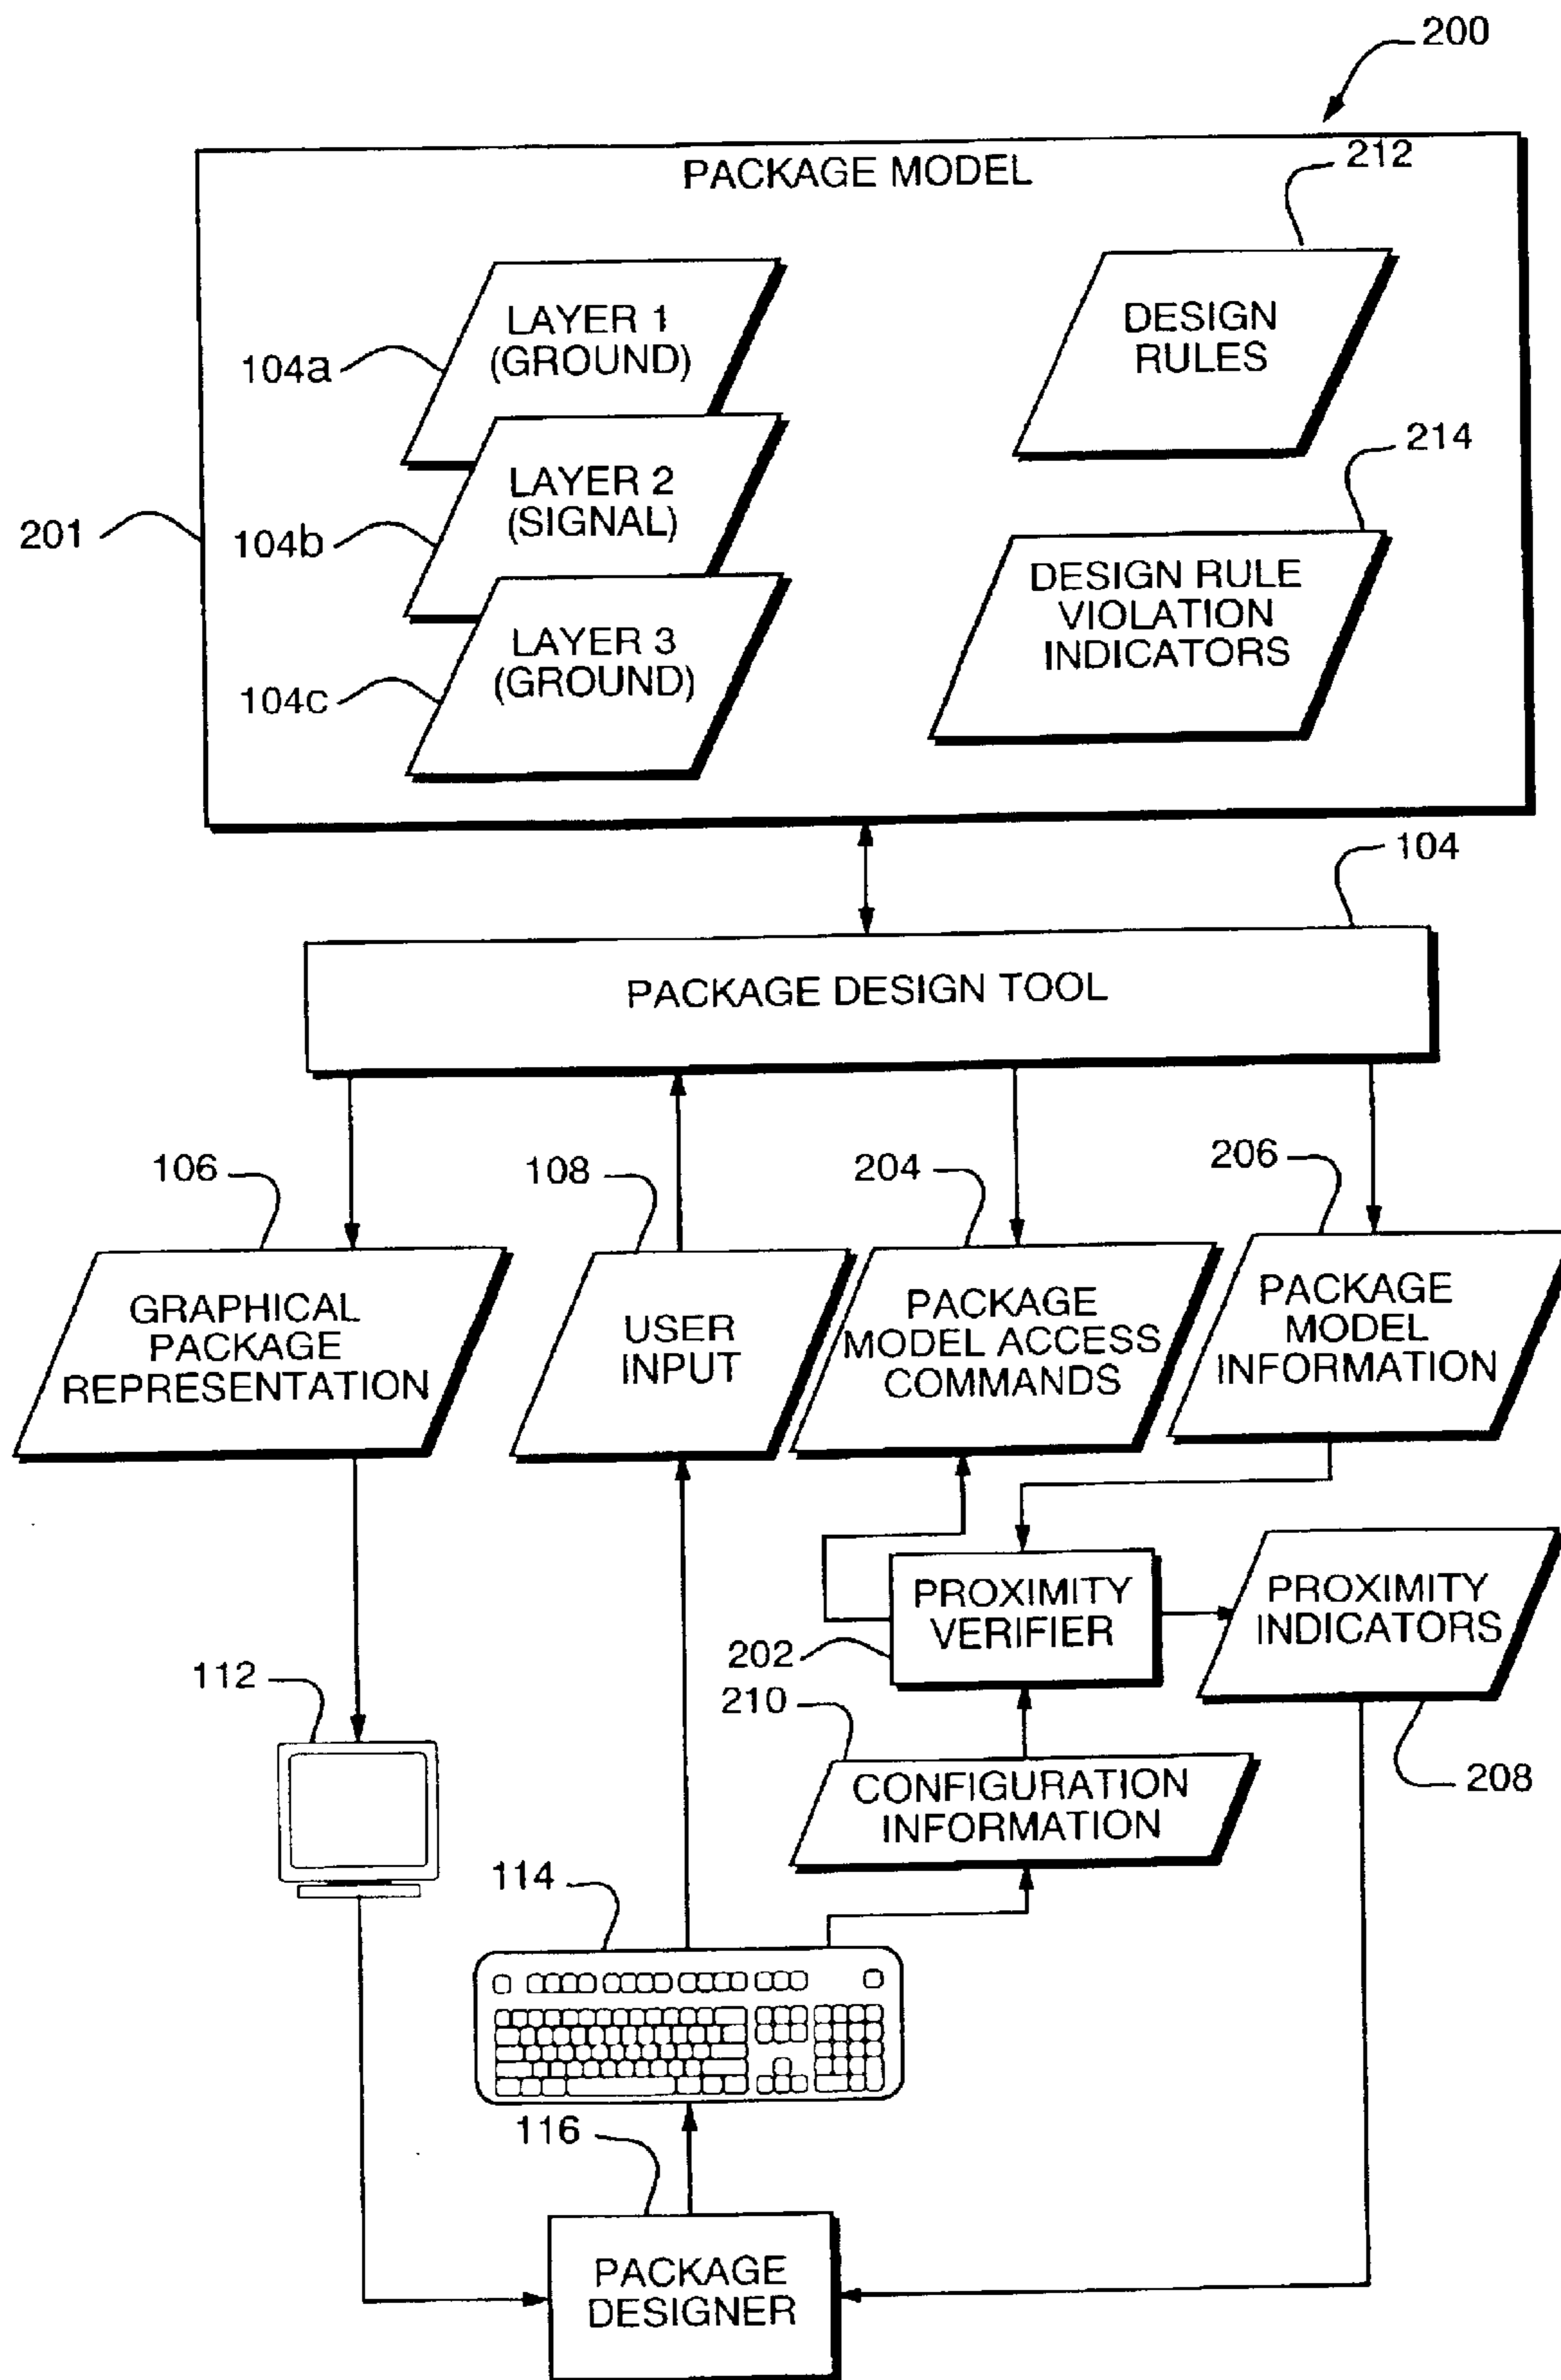 200
PACKAGE MODEL
212
LAYER 1
(GROUND)
104a
DESIGN
RULES
LAYER 2
(SIGNAL)
104b
201
214
DESIGN RULE
VIOLATION
INDICATORS
LAYER 3
(GROUND)
104c
104
PACKAGE DESIGN TOOL
106
108
204
206
GRAPHICAL
PACKAGE
REPRESENTATION
USER
INPUT
PACKAGE
MODEL ACCESS
COMMANDS
PACKAGE
MODEL
INFORMATION
PROXIMITY
VERIFIER
202
PROXIMITY
INDICATORS
208
112
210
CONFIGURATION
INFORMATION
114
116
PACKAGE
DESIGNER